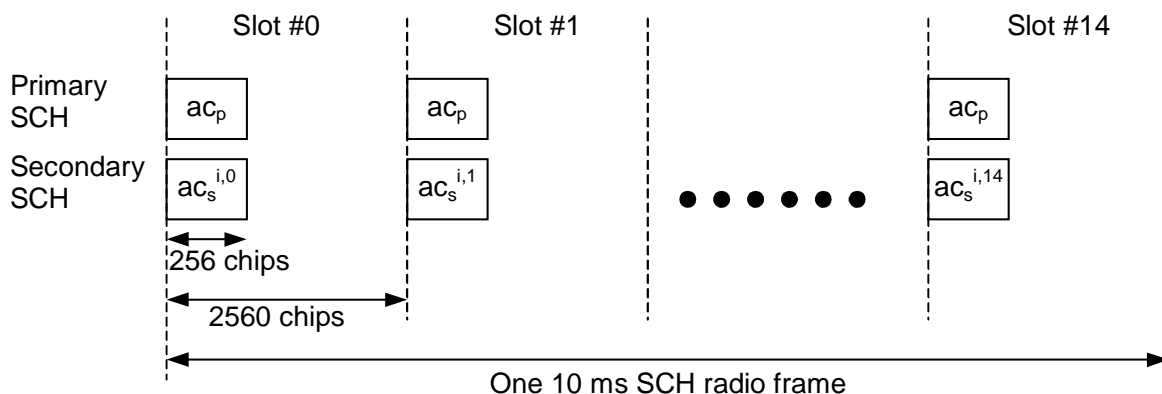 Slot #0
Slot #1
Slot #14
Primary
SCH
ac_p
ac_p
ac_p
Secondary
SCH
ac_s^i,0
ac_s^i,1
ac_s^i,14
256 chips
2560 chips
One 10 ms SCH radio frame